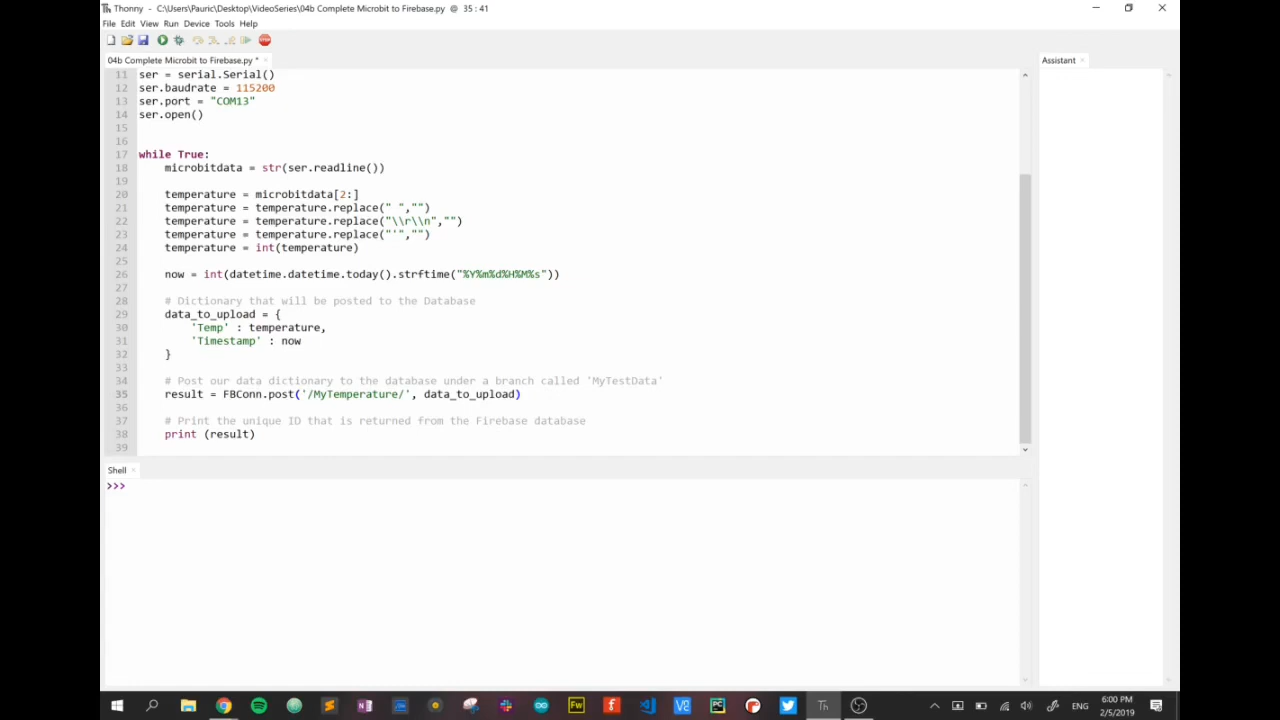 Thonny - C:\Users\Pauric\Desktop\VideoSeries\04b Complete Microbit to Firebase.py @ 35 : 41
File Edit View Run Device Tools Help
04b Complete Microbit to Firebase.py *
Assistant
11 ser = serial.Serial()
12 ser.baudrate = 115200
13 ser.port = "COM13"
14 ser.open()
15
16
17 while True:
18     microbitdata = str(ser.readline())
19
20     temperature = microbitdata[2:]
21     temperature = temperature.replace(" ","")
22     temperature = temperature.replace("\\r\\n","")
23     temperature = temperature.replace("'","")
24     temperature = int(temperature)
25
26     now = int(datetime.datetime.today().strftime("%Y%m%d%H%M%s"))
27
28     # Dictionary that will be posted to the Database
29     data_to_upload = {
30         'Temp' : temperature,
31         'Timestamp' : now
32     }
33
34     # Post our data dictionary to the database under a branch called 'MyTestData'
35     result = FBConn.post('/MyTemperature/', data_to_upload)
36
37     # Print the unique ID that is returned from the Firebase database
38     print (result)
39
Shell
>>>
ENG
6:00 PM
2/5/2019